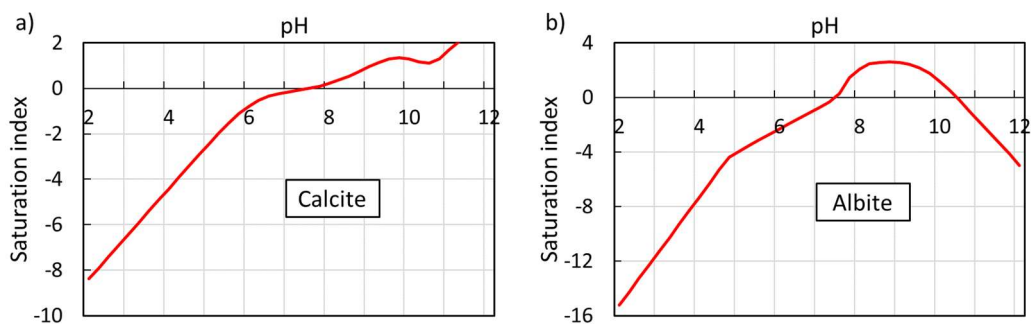 a)
pH
2
0
-2
-4
-6
-8
-10
2 4 6 8 10 12
Saturation index
Calcite
b)
pH
4
0
-4
-8
-12
-16
2 4 6 8 10 12
Saturation index
Albite